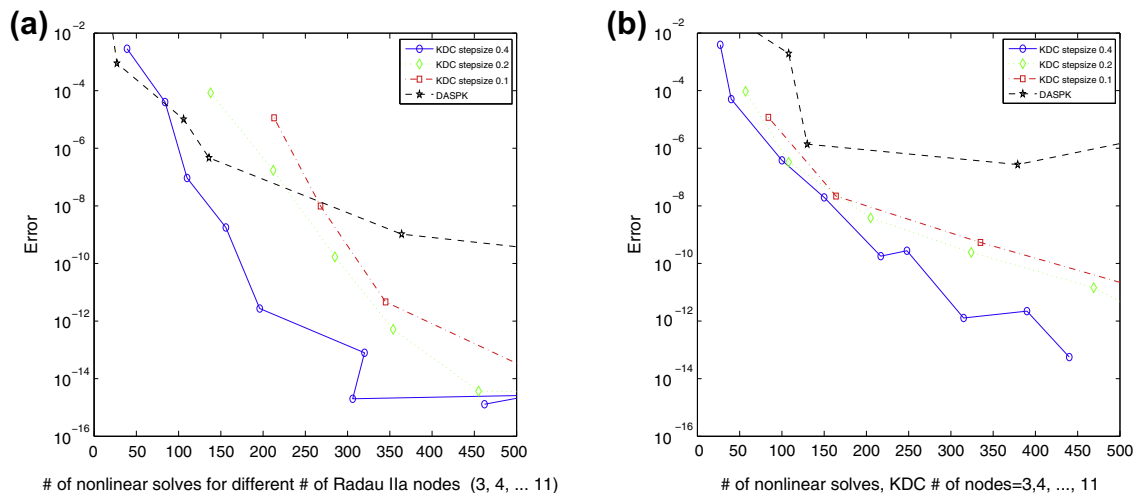 (a)
10^-2
10^-4
10^-6
10^-8
10^-10
10^-12
10^-14
10^-16
Error
0 50 100 150 200 250 300 350 400 450 500
# of nonlinear solves for different # of Radau IIa nodes (3, 4, ... 11)
KDC stepsize 0.4
KDC stepsize 0.2
KDC stepsize 0.1
DASPK
(b)
10^-2
10^-4
10^-6
10^-8
10^-10
10^-12
10^-14
10^-16
Error
0 50 100 150 200 250 300 350 400 450 500
# of nonlinear solves, KDC # of nodes=3,4, ..., 11
KDC stepsize 0.4
KDC stepsize 0.2
KDC stepsize 0.1
DASPK